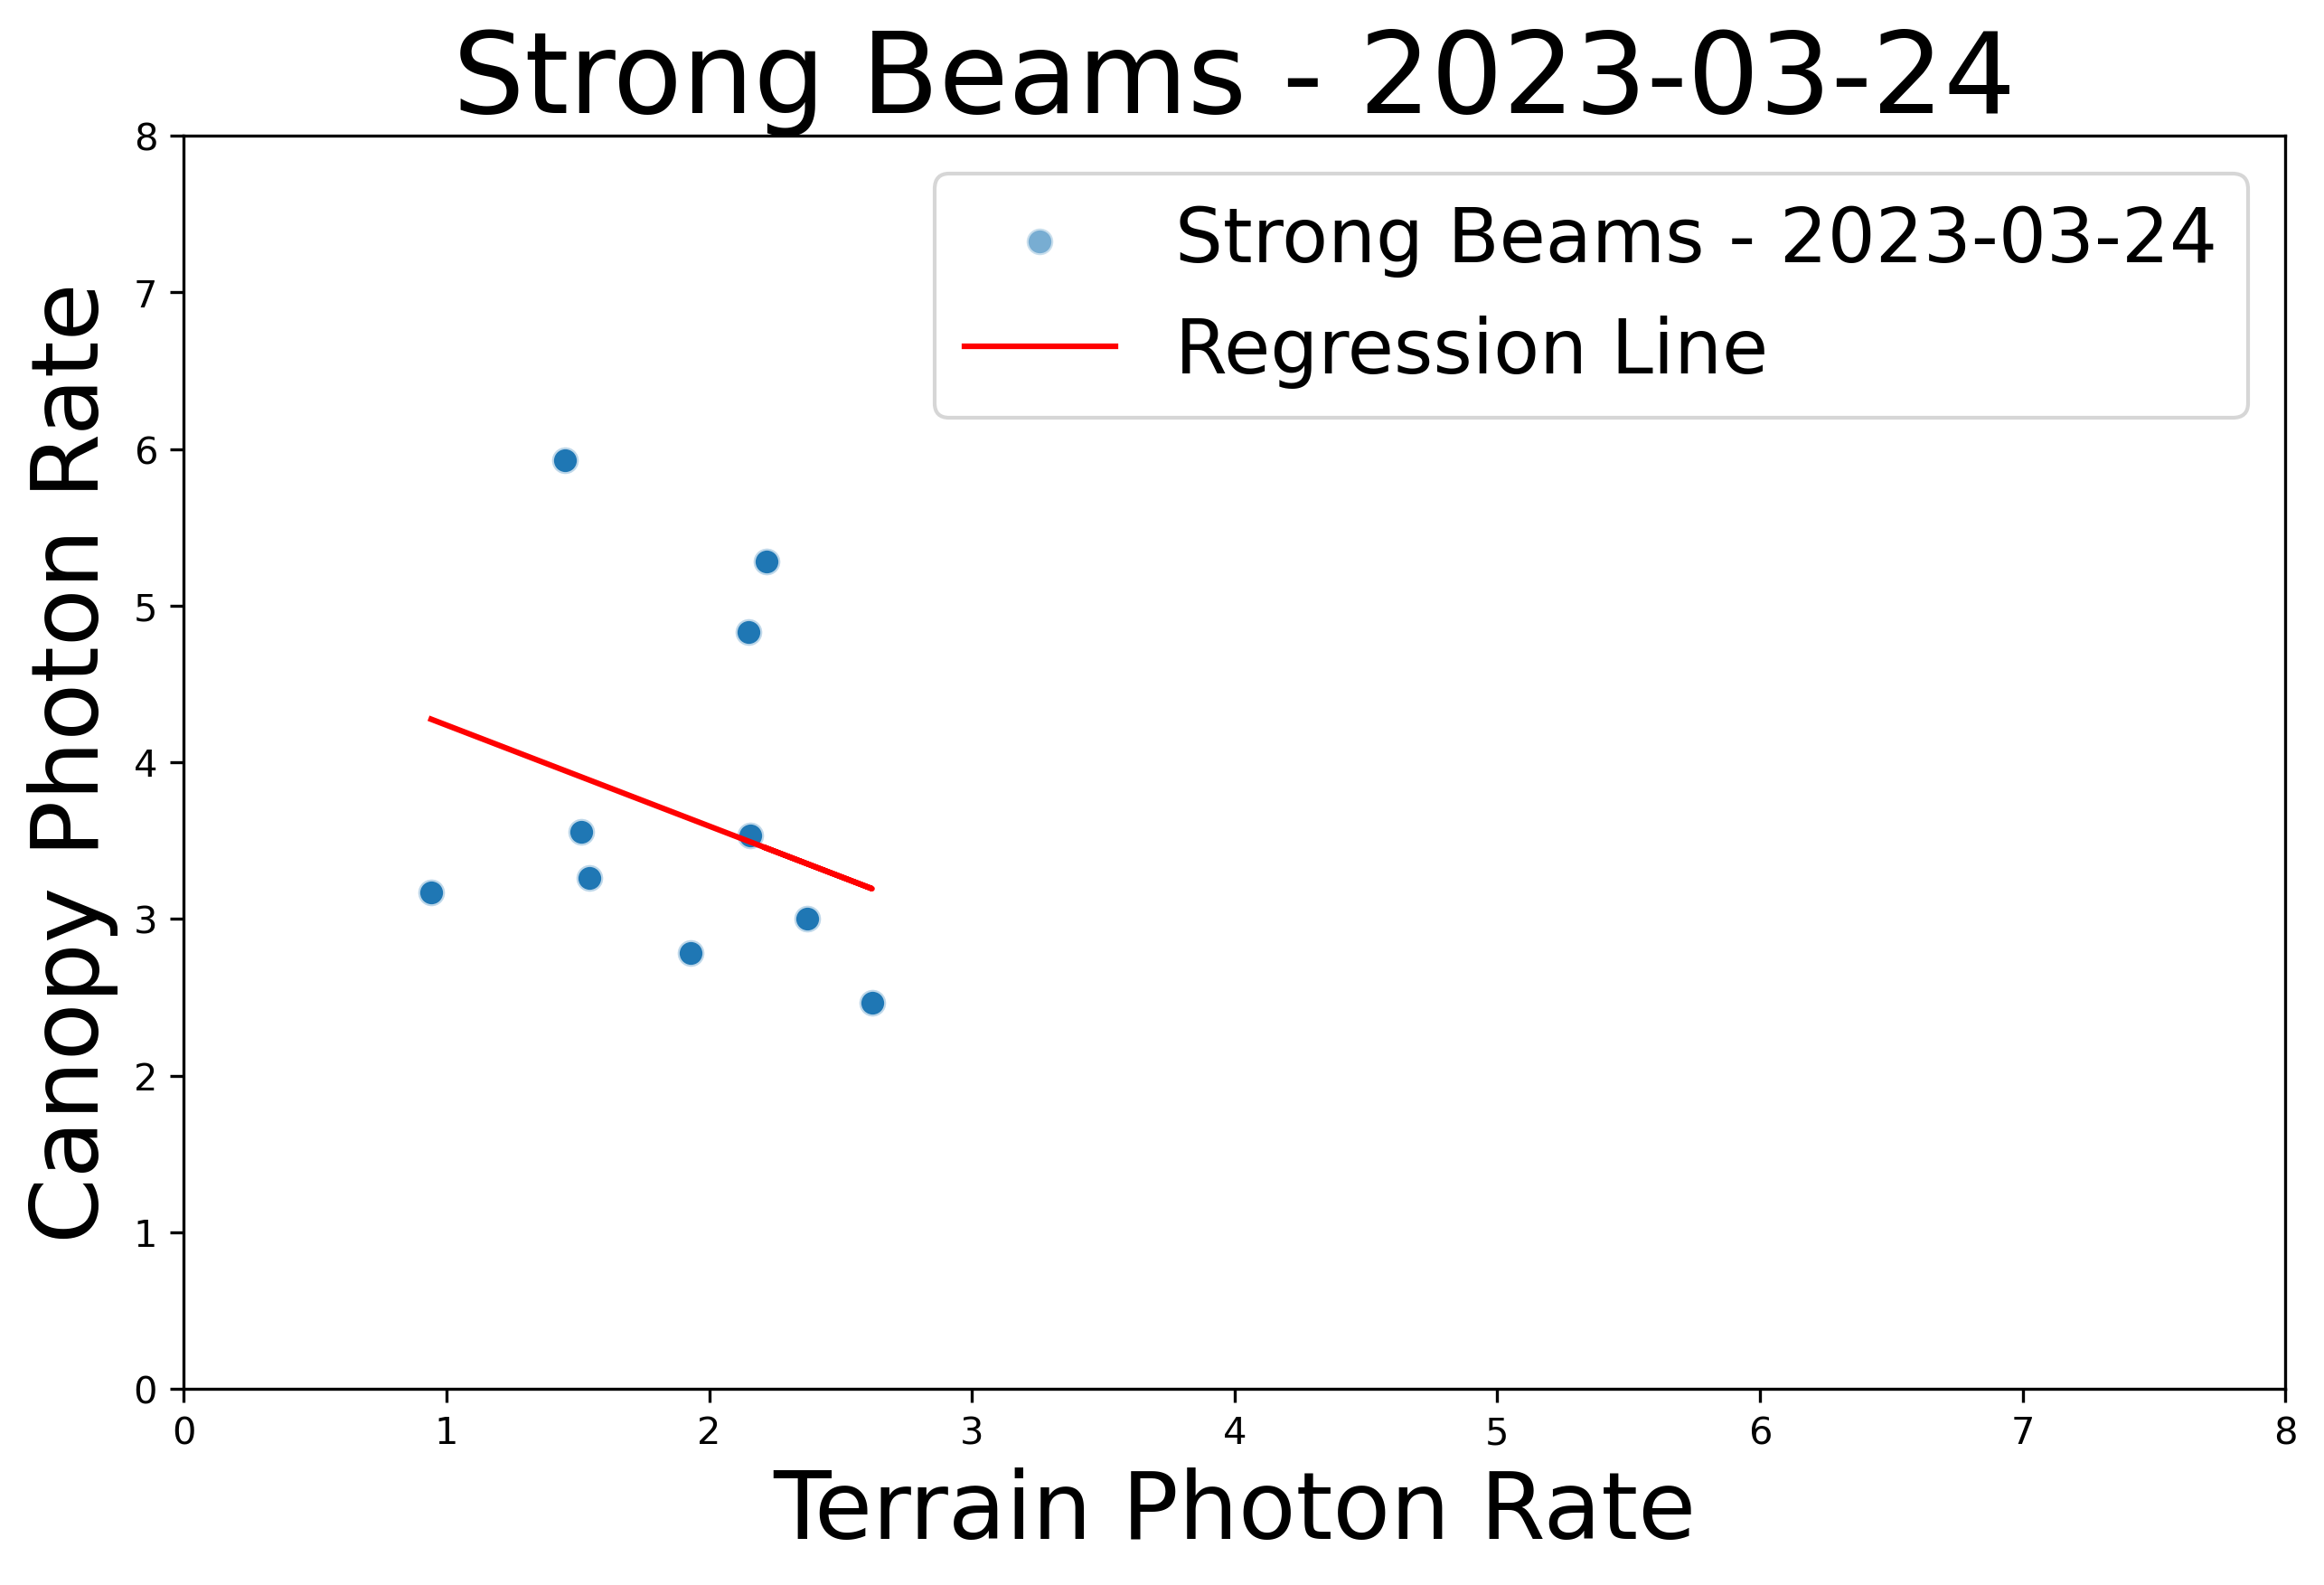 Strong Beams - 2023-03-24
Strong Beams - 2023-03-24
Regression Line
Canopy Photon Rate
8
7
6
5
4
3
2
1
0
0 1 2 3 4 5 6 7 8
Terrain Photon Rate